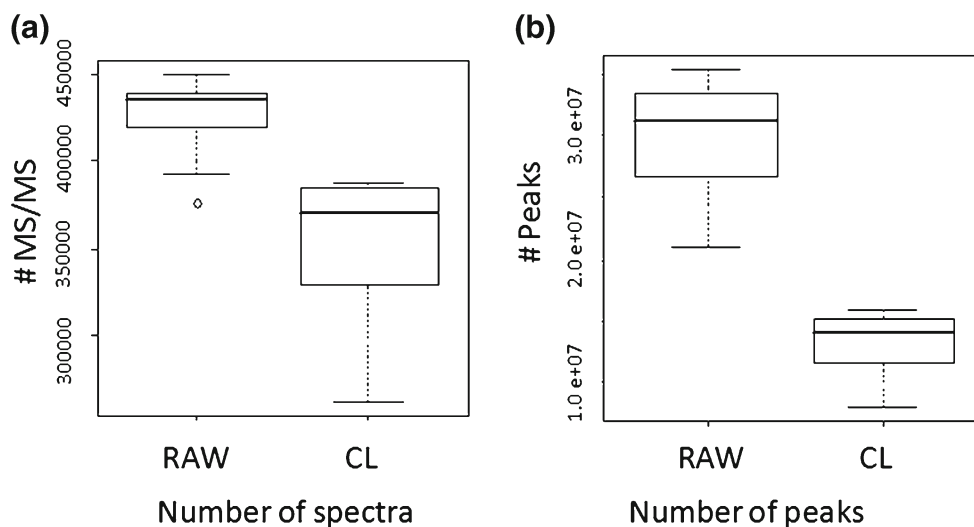 (a)
# MS/MS
450000
400000
350000
300000
RAW
CL
Number of spectra
(b)
# Peaks
3.0 e+07
2.0 e+07
1.0 e+07
RAW
CL
Number of peaks